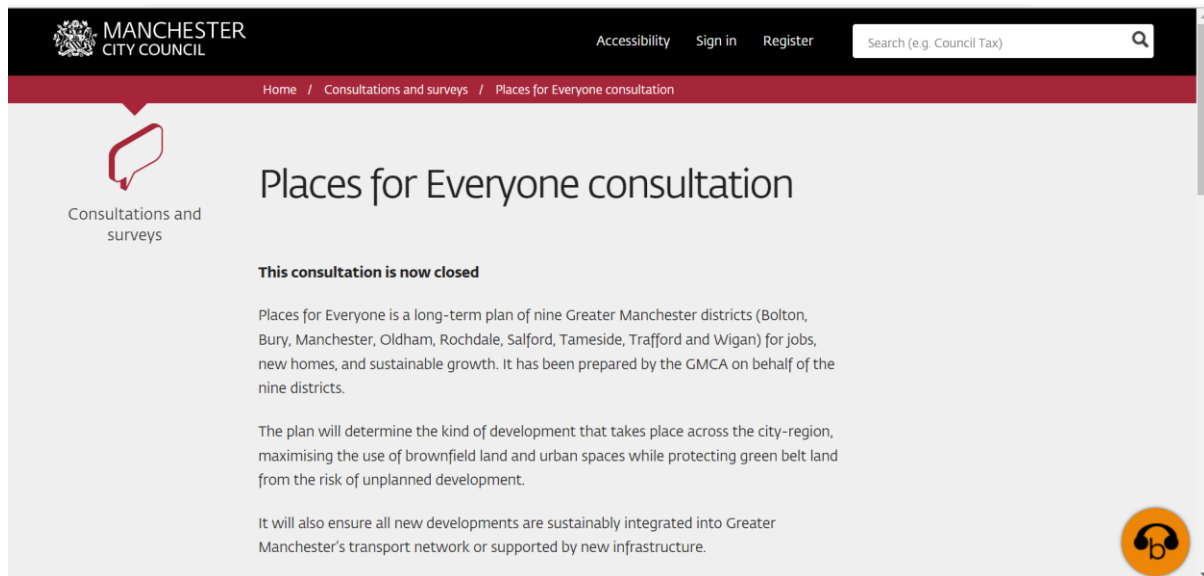 MANCHESTER
CITY COUNCIL
Accessibility Sign in Register Search (e.g. Council Tax)
Home / Consultations and surveys / Places for Everyone consultation
Consultations and
surveys
Places for Everyone consultation
This consultation is now closed
Places for Everyone is a long-term plan of nine Greater Manchester districts (Bolton,
Bury, Manchester, Oldham, Rochdale, Salford, Tameside, Trafford and Wigan) for jobs,
new homes, and sustainable growth. It has been prepared by the GMCA on behalf of the
nine districts.
The plan will determine the kind of development that takes place across the city-region,
maximising the use of brownfield land and urban spaces while protecting green belt land
from the risk of unplanned development.
It will also ensure all new developments are sustainably integrated into Greater
Manchester's transport network or supported by new infrastructure.
b